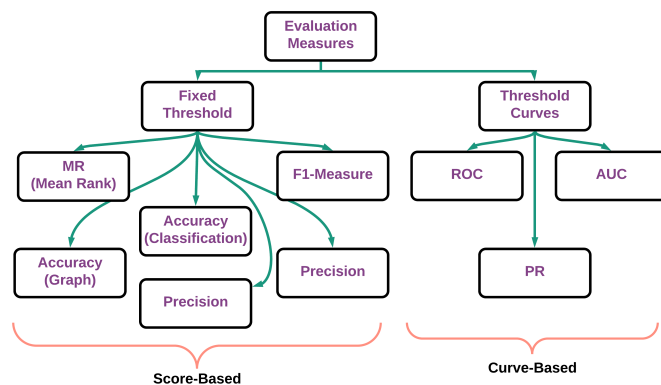 Evaluation
Measures
Fixed
Threshold
Threshold
Curves
MR
(Mean Rank)
F1-Measure
ROC
AUC
Accuracy
(Classification)
Accuracy
(Graph)
Precision
Precision
PR
Score-Based
Curve-Based